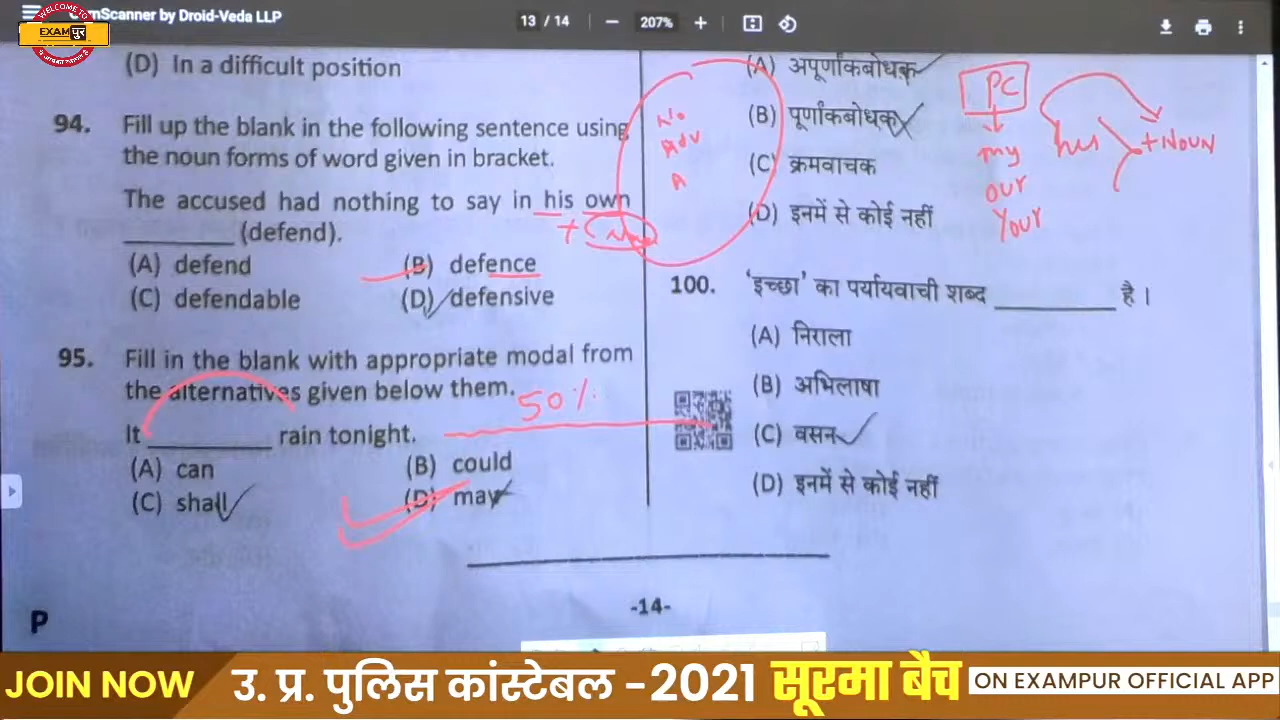 CamScanner by Droid-Veda LLP
13 / 14
207%
WELCOME TO
EXAMपुर
(D) In a difficult position
94. Fill up the blank in the following sentence using
the noun forms of word given in bracket.
The accused had nothing to say in his own
_________ (defend).
(A) defend
(B) defence
(C) defendable
(D) defensive
95. Fill in the blank with appropriate modal from
the alternatives given below them.
It _________ rain tonight.
50%
(A) can
(B) could
(C) shall
(D) may
No
Adv
A
(A) अपूर्णांकबोधक
(B) पूर्णांकबोधक
(C) क्रमवाचक
(D) इनमें से कोई नहीं
PC
my
our
your
his
+ NOUN
100. ‘इच्छा’ का पर्यायवाची शब्द _________ है ।
(A) निराला
(B) अभिलाषा
(C) वसन
(D) इनमें से कोई नहीं
-14-
P
JOIN NOW
उ. प्र. पुलिस कांस्टेबल -2021 सूरमा बैच
ON EXAMPUR OFFICIAL APP